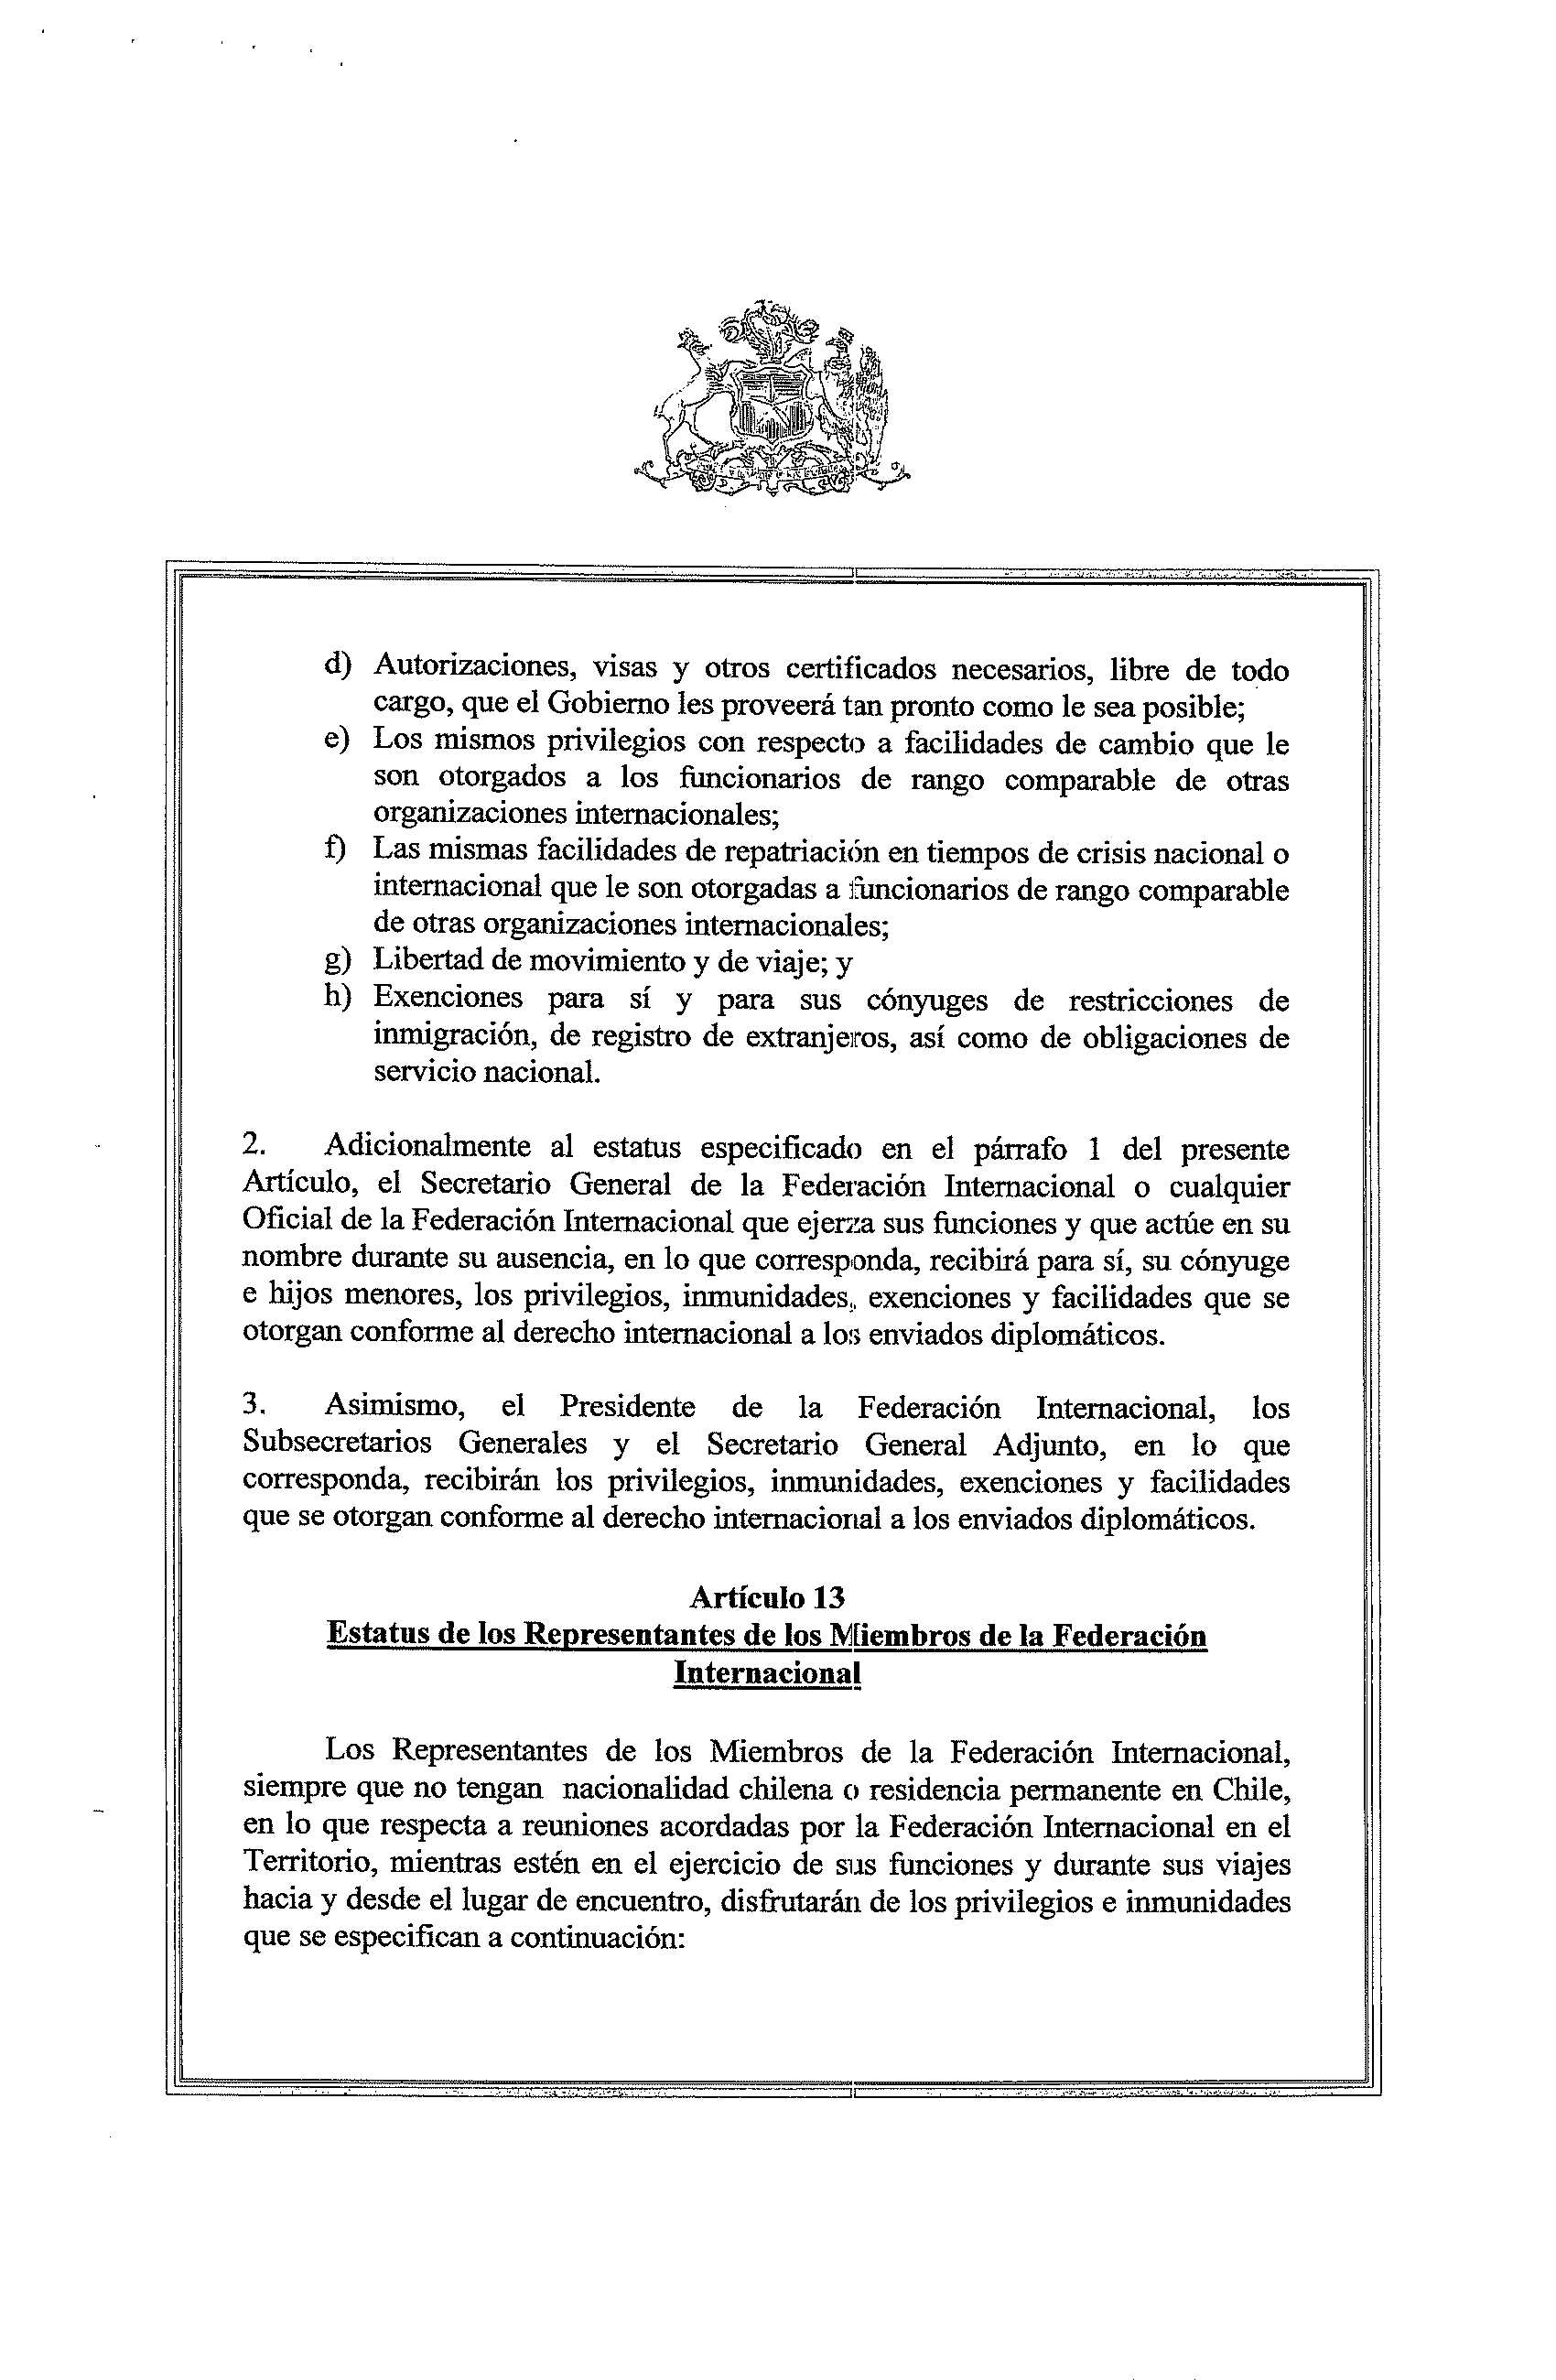 d) Autorizaciones, visas y otros certificados necesarios, libre de todo
cargo, que el Gobierno les proveerá tan pronto como le sea posible;
e) Los mismos privilegios con respecto a facilidades de cambio que le
son otorgados a los funcionarios de rango comparable de otras
organizaciones internacionales;
f) Las mismas facilidades de repatriación en tiempos de crisis nacional o
internacional que le son otorgadas a funcionarios de rango comparable
de otras organizaciones internacionales;
g) Libertad de movimiento y de viaje; y
h) Exenciones para sí y para sus cónyuges de restricciones de
inmigración, de registro de extranjeros, así como de obligaciones de
servicio nacional.
2. Adicionalmente al estatus especificado en el párrafo 1 del presente
Artículo, el Secretario General de la Federación Internacional o cualquier
Oficial de la Federación Internacional que ejerza sus funciones y que actúe en su
nombre durante su ausencia, en lo que corresponda, recibirá para sí, su cónyuge
e hijos menores, los privilegios, inmunidades, exenciones y facilidades que se
otorgan conforme al derecho internacional a los enviados diplomáticos.
3. Asimismo, el Presidente de la Federación Internacional, los
Subsecretarios Generales y el Secretario General Adjunto, en lo que
corresponda, recibirán los privilegios, inmunidades, exenciones y facilidades
que se otorgan conforme al derecho internacional a los enviados diplomáticos.
Artículo 13
Estatus de los Representantes de los Miembros de la Federación
Internacional
Los Representantes de los Miembros de la Federación Internacional,
siempre que no tengan nacionalidad chilena o residencia permanente en Chile,
en lo que respecta a reuniones acordadas por la Federación Internacional en el
Territorio, mientras estén en el ejercicio de sus funciones y durante sus viajes
hacia y desde el lugar de encuentro, disfrutarán de los privilegios e inmunidades
que se especifican a continuación: